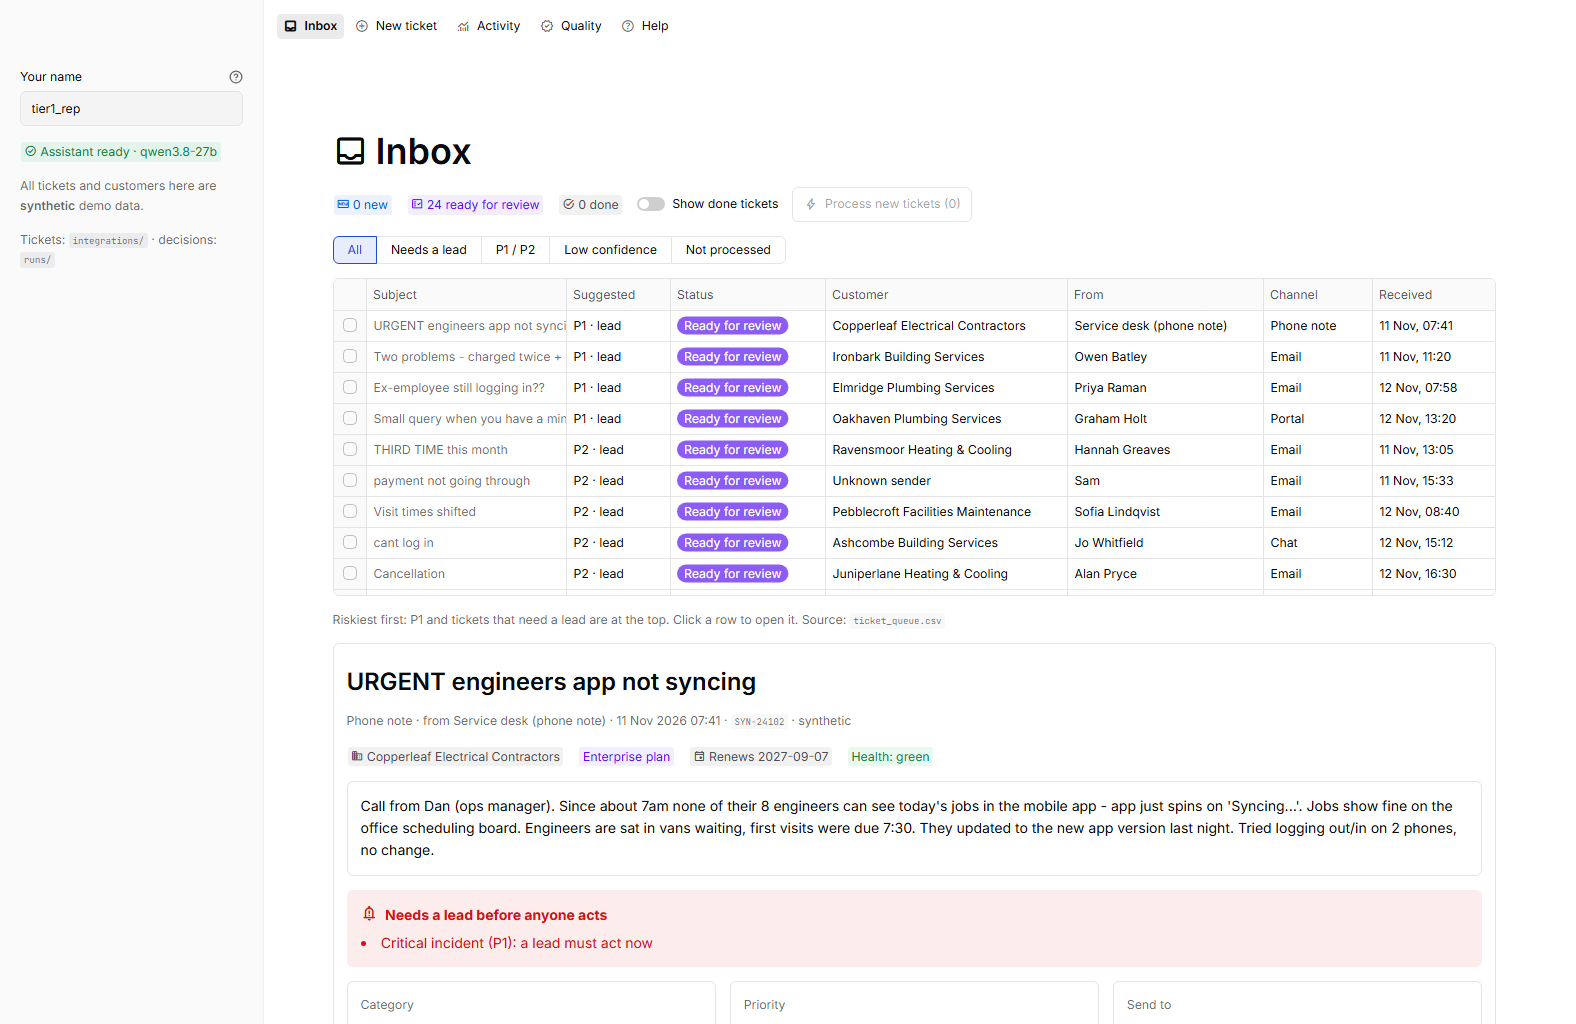 Inbox
New ticket
Activity
Quality
Help
Your name
tier1_rep
Assistant ready · qwen3.8-27b
All tickets and customers here are
synthetic demo data.
Tickets: integrations/ · decisions:
runs/
Inbox
0 new
24 ready for review
0 done
Show done tickets
Process new tickets (0)
All
Needs a lead
P1 / P2
Low confidence
Not processed
Subject Suggested Status Customer From Channel Received
URGENT engineers app not synci P1 · lead Ready for review Copperleaf Electrical Contractors Service desk (phone note) Phone note 11 Nov, 07:41
Two problems - charged twice + P1 · lead Ready for review Ironbark Building Services Owen Batley Email 11 Nov, 11:20
Ex-employee still logging in?? P1 · lead Ready for review Elmridge Plumbing Services Priya Raman Email 12 Nov, 07:58
Small query when you have a min P1 · lead Ready for review Oakhaven Plumbing Services Graham Holt Portal 12 Nov, 13:20
THIRD TIME this month P2 · lead Ready for review Ravensmoor Heating & Cooling Hannah Greaves Email 11 Nov, 13:05
payment not going through P2 · lead Ready for review Unknown sender Sam Email 11 Nov, 15:33
Visit times shifted P2 · lead Ready for review Pebblecroft Facilities Maintenance Sofia Lindqvist Email 12 Nov, 08:40
cant log in P2 · lead Ready for review Ashcombe Building Services Jo Whitfield Chat 12 Nov, 15:12
Cancellation P2 · lead Ready for review Juniperlane Heating & Cooling Alan Pryce Email 12 Nov, 16:30
Riskiest first: P1 and tickets that need a lead are at the top. Click a row to open it. Source: ticket_queue.csv
URGENT engineers app not syncing
Phone note · from Service desk (phone note) · 11 Nov 2026 07:41 · SYN-24102 · synthetic
Copperleaf Electrical Contractors
Enterprise plan
Renews 2027-09-07
Health: green
Call from Dan (ops manager). Since about 7am none of their 8 engineers can see today's jobs in the mobile app - app just spins on 'Syncing...'. Jobs show fine on the
office scheduling board. Engineers are sat in vans waiting, first visits were due 7:30. They updated to the new app version last night. Tried logging out/in on 2 phones,
no change.
Needs a lead before anyone acts
• Critical incident (P1): a lead must act now
Category
Priority
Send to